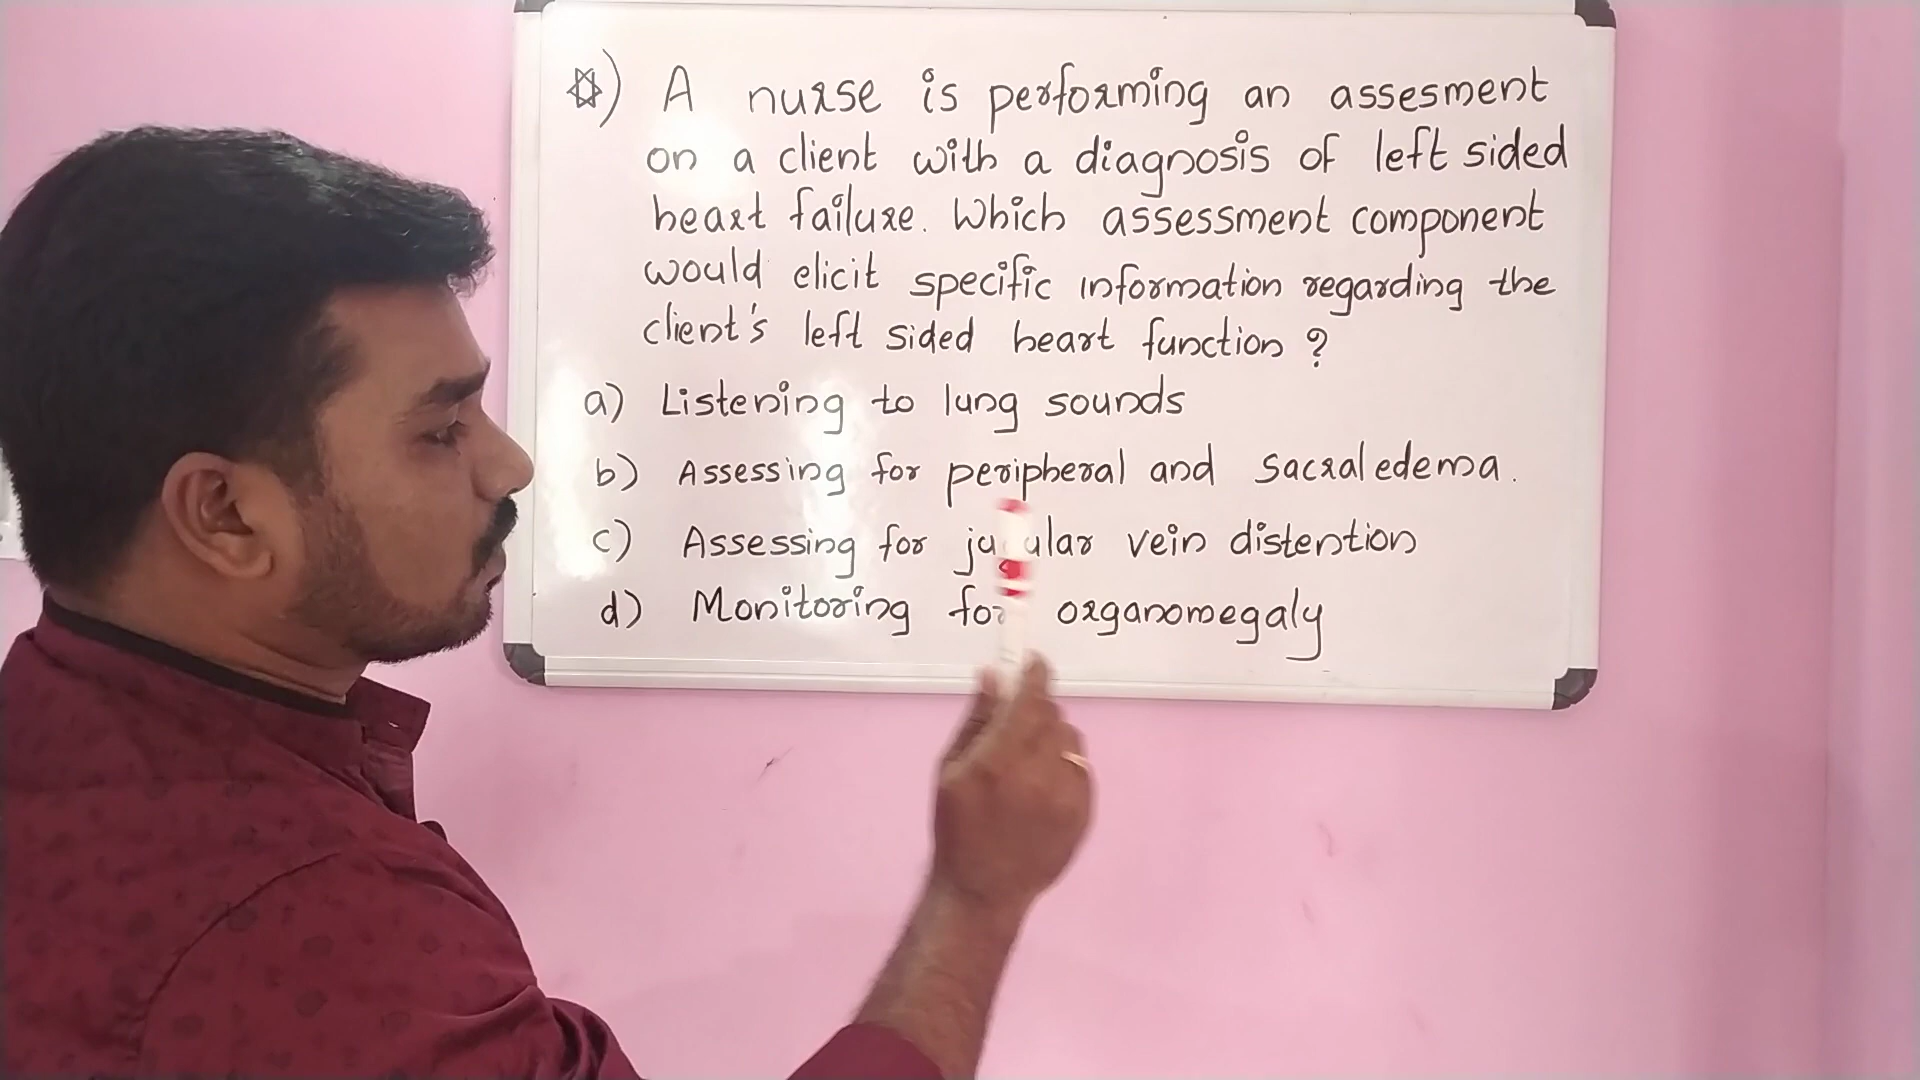 ✡) A nurse is performing an assesment
on a client with a diagnosis of left sided
heart failure. Which assessment component
would elicit specific information regarding the
client's left sided heart function ?
a) Listening to lung sounds
b) Assessing for peripheral and sacral edema.
c) Assessing for jugular vein distention
d) Monitoring for organomegaly